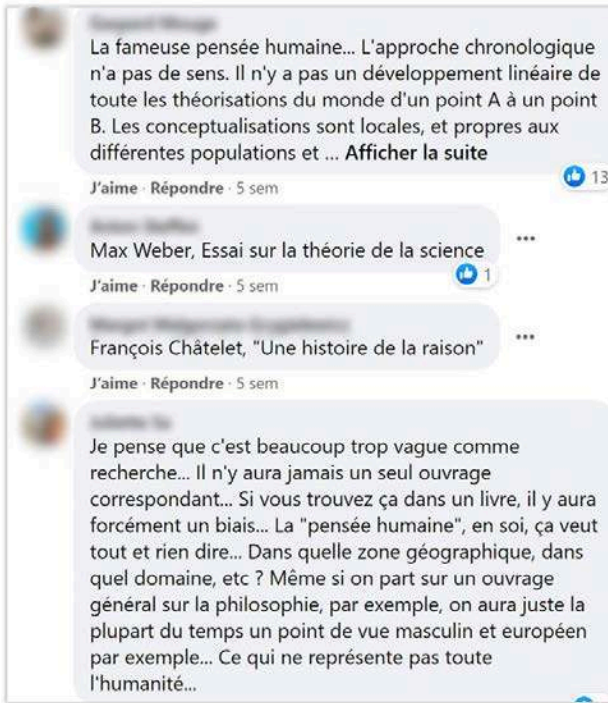 La fameuse pensée humaine... L'approche chronologique
n'a pas de sens. Il n'y a pas un développement linéaire de
toute les théorisations du monde d'un point A à un point
B. Les conceptualisations sont locales, et propres aux
différentes populations et ... Afficher la suite
13
J'aime · Répondre · 5 sem
Max Weber, Essai sur la théorie de la science
1
J'aime · Répondre · 5 sem
François Châtelet, "Une histoire de la raison"
J'aime · Répondre · 5 sem
Je pense que c'est beaucoup trop vague comme
recherche... Il n'y aura jamais un seul ouvrage
correspondant... Si vous trouvez ça dans un livre, il y aura
forcément un biais... La "pensée humaine", en soi, ça veut
tout et rien dire... Dans quelle zone géographique, dans
quel domaine, etc ? Même si on part sur un ouvrage
général sur la philosophie, par exemple, on aura juste la
plupart du temps un point de vue masculin et européen
par exemple... Ce qui ne représente pas toute
l'humanité...